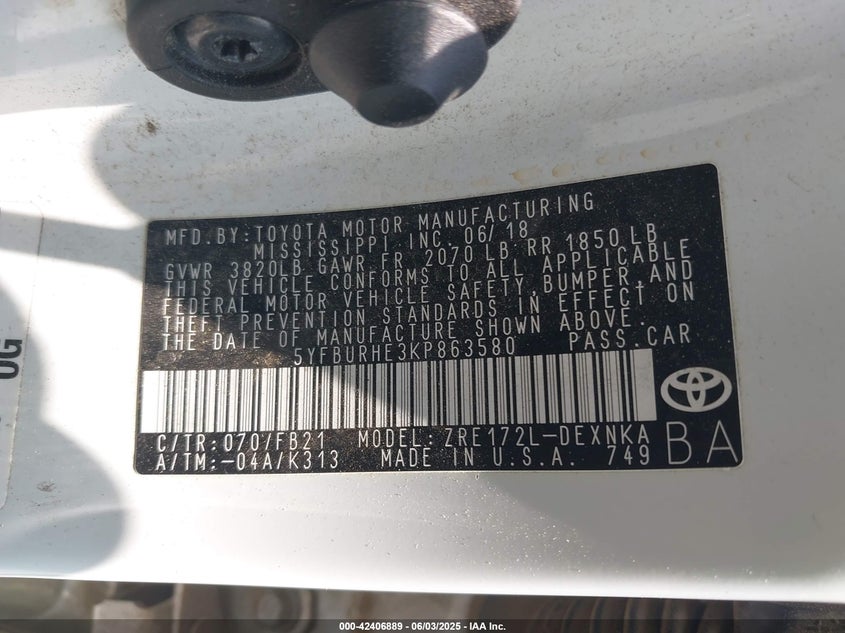 MFD. BY: TOYOTA MOTOR MANUFACTURING
MISSISSIPPI INC. 06/18
GVWR 3820LB GAWR FR 2070 LB RR 1850 LB
THIS VEHICLE CONFORMS TO ALL APPLICABLE
FEDERAL MOTOR VEHICLE SAFETY, BUMPER, AND
THEFT PREVENTION STANDARDS IN EFFECT ON
THE DATE OF MANUFACTURE SHOWN ABOVE.
5YFBURHE3KP863580 PASS. CAR
C/TR: 070/FB21 MODEL: ZRE172L-DEXNKA
A/TM:-04A/K313 MADE IN U.S.A. 749
BA
OG
000-42406889 - 06/03/2025 - IAA Inc.